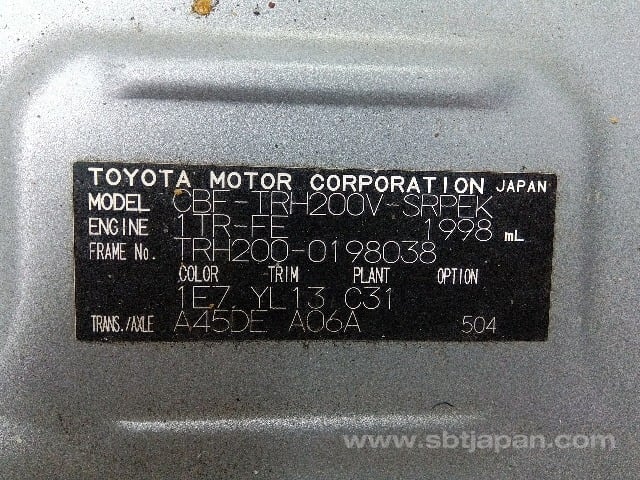 TOYOTA MOTOR CORPORATION JAPAN
MODEL CBF-TRH200V-SRPEK
ENGINE 1TR-FE 1998 mL
FRAME No. TRH200-0198038
COLOR TRIM PLANT OPTION
1E7 YL13 C31
TRANS./AXLE A45DE A06A 504
www.sbtjapan.com